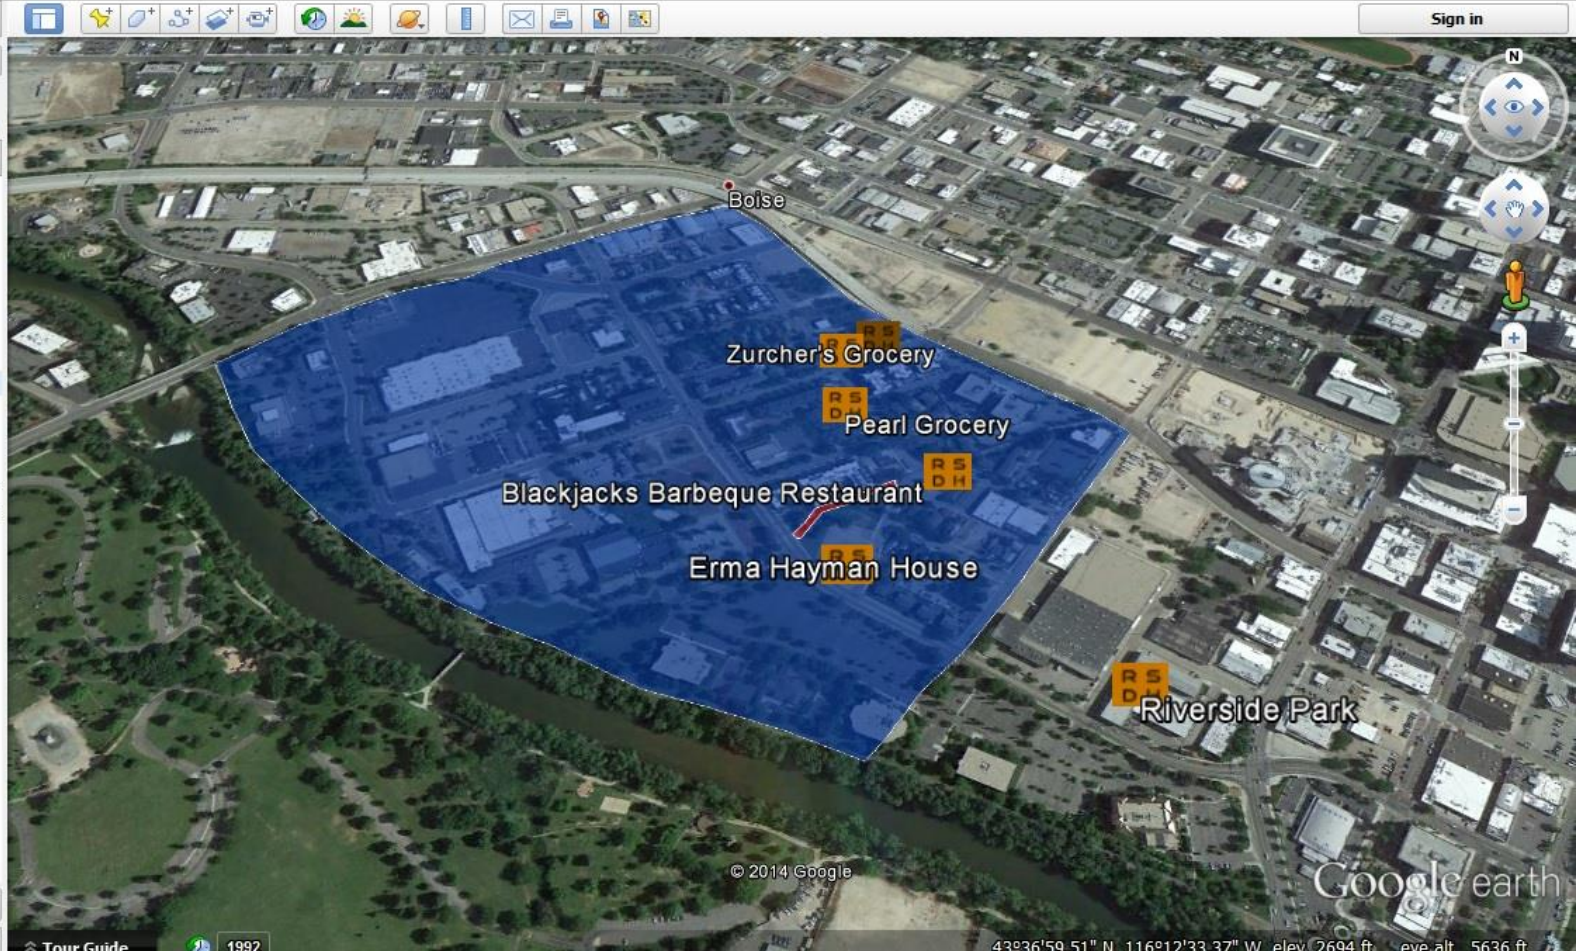 Sign in
N
Boise
R S
R S
Zurcher's Grocery
R S
D H
Pearl Grocery
R S
D H
Blackjacks Barbeque Restaurant
R S
Erma Hayman House
R S
D H
Riverside Park
© 2014 Google
Google earth
Tour Guide
1992
43°36'59.51" N 116°12'33.37" W elev 2694 ft eye alt 5636 ft